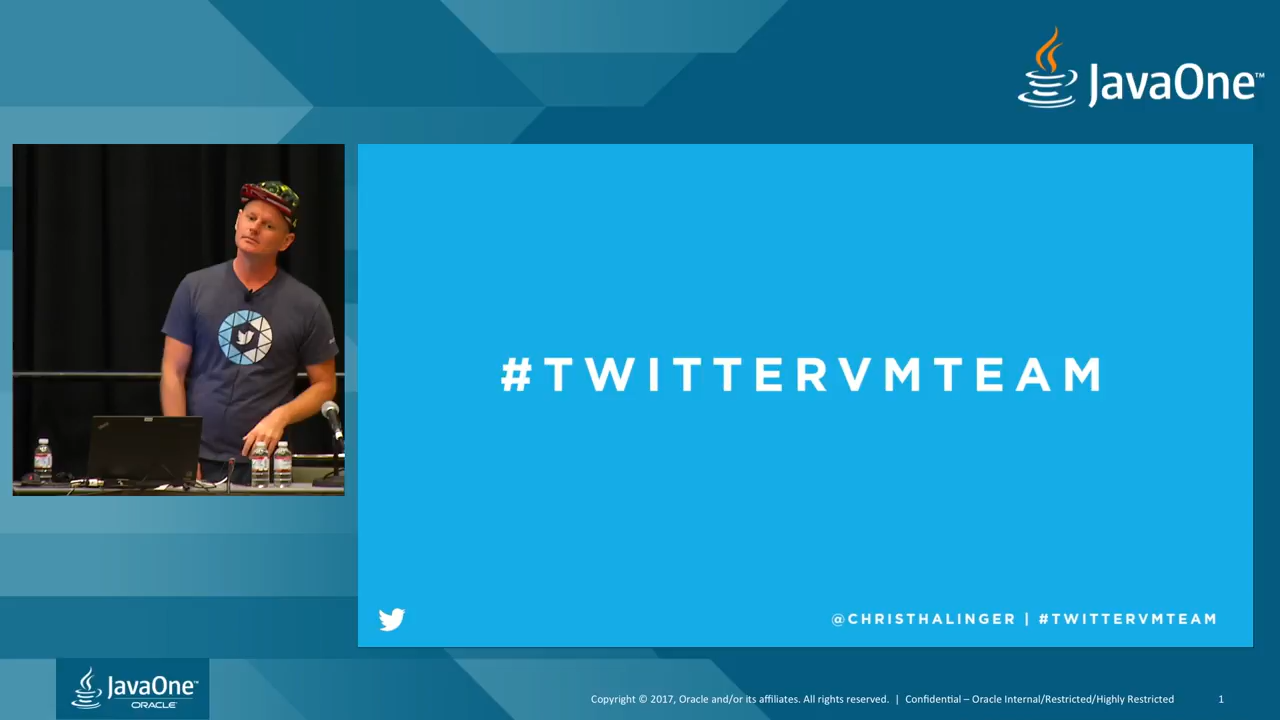 JavaOne™
#TWITTERVMTEAM
@CHRISTHALINGER | #TWITTERVMTEAM
JavaOne™
ORACLE®
Copyright © 2017, Oracle and/or its affiliates. All rights reserved. | Confidential – Oracle Internal/Restricted/Highly Restricted 1